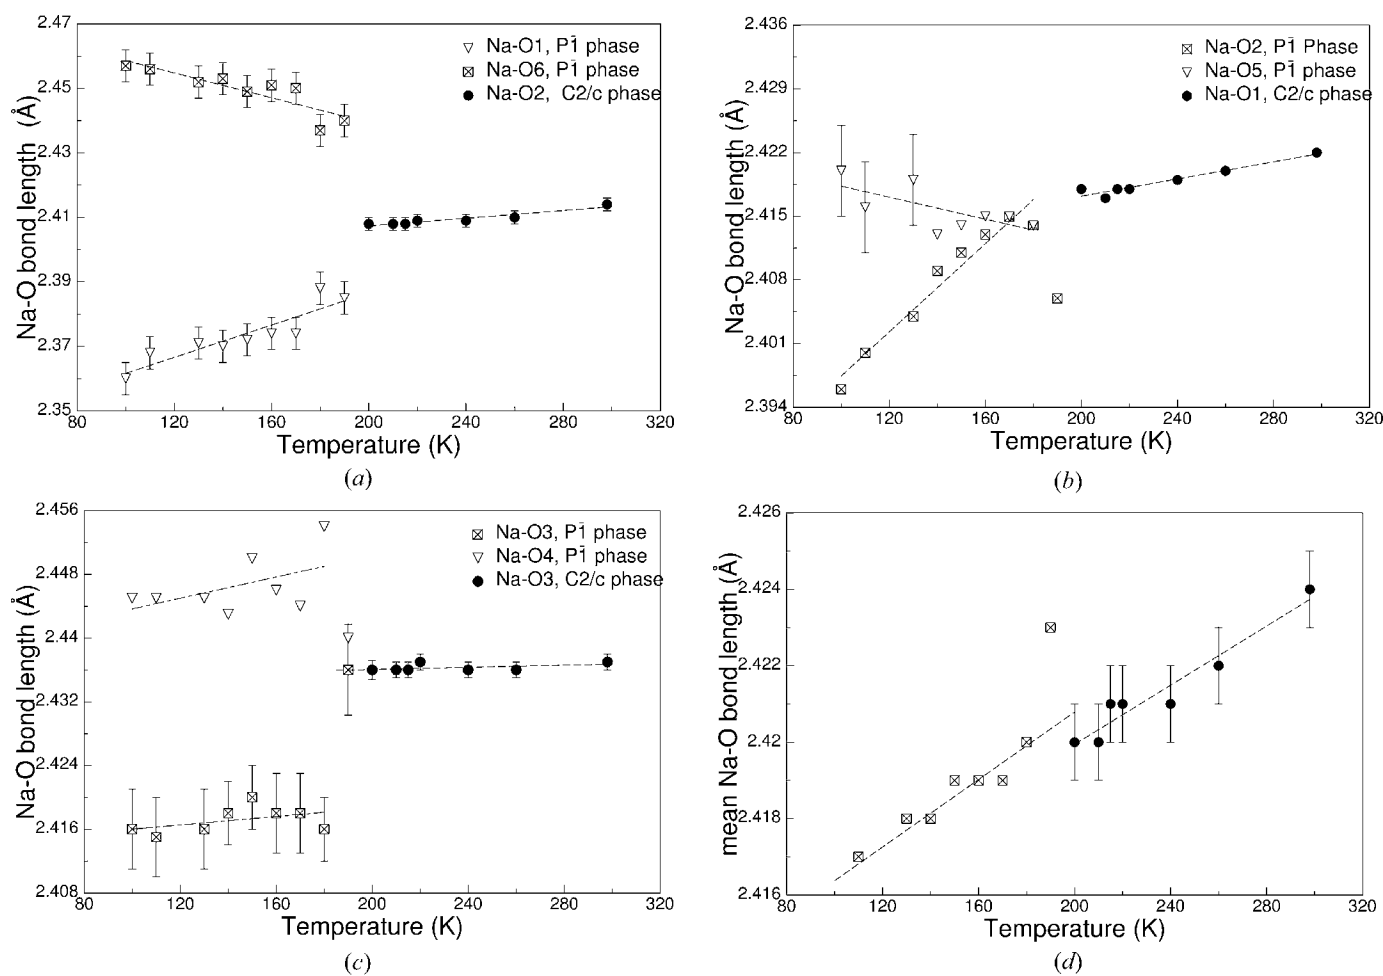 2.47
2.45
2.43
2.41
2.39
2.37
2.35
80 120 160 200 240 280 320
Na-O bond length (Å)
Temperature (K)
Na-O1, P1̄ phase
Na-O6, P1̄ phase
Na-O2, C2/c phase
(a)
2.436
2.429
2.422
2.415
2.408
2.401
2.394
80 120 160 200 240 280 320
Na-O bond length (Å)
Temperature (K)
Na-O2, P1̄ Phase
Na-O5, P1̄ phase
Na-O1, C2/c phase
(b)
2.456
2.448
2.44
2.432
2.424
2.416
2.408
80 120 160 200 240 280 320
Na-O bond length (Å)
Temperature (K)
Na-O3, P1̄ phase
Na-O4, P1̄ phase
Na-O3, C2/c phase
(c)
2.426
2.424
2.422
2.42
2.418
2.416
80 120 160 200 240 280 320
mean Na-O bond length (Å)
Temperature (K)
(d)